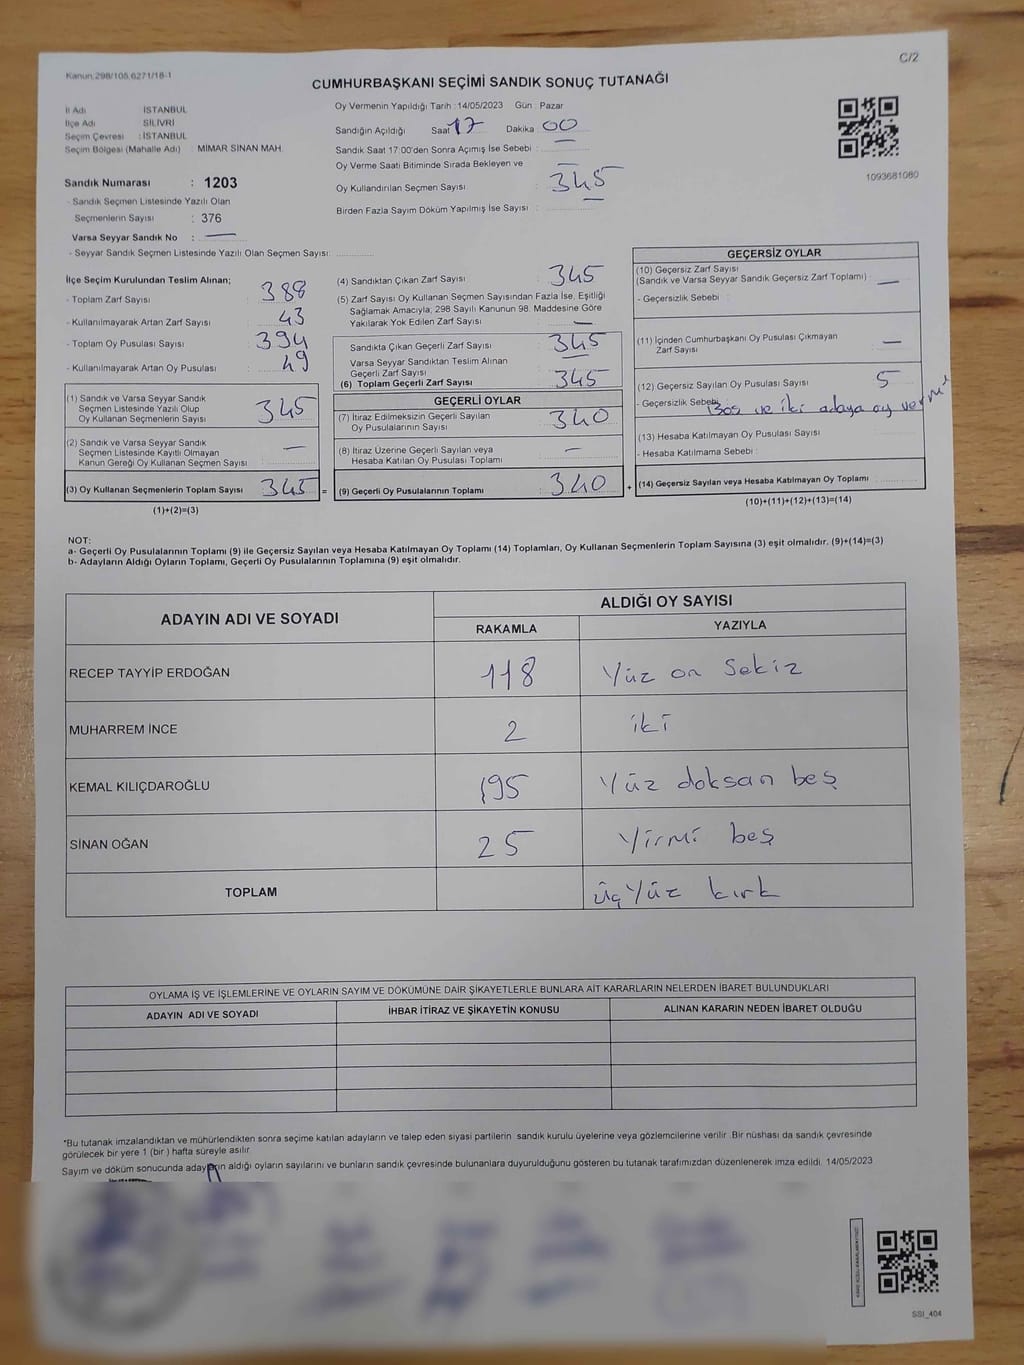 Kanun.298/105,6271/18-1
C/2
CUMHURBAŞKANI SEÇİMİ SANDIK SONUÇ TUTANAĞI
İl Adı İSTANBUL
İlçe Adı SİLİVRİ
Seçim Çevresi : İSTANBUL
Seçim Bölgesi (Mahalle Adı) : MİMAR SİNAN MAH.
Sandık Numarası : 1203
- Sandık Seçmen Listesinde Yazılı Olan
Seçmenlerin Sayısı : 376
Varsa Seyyar Sandık No : —
- Seyyar Sandık Seçmen Listesinde Yazılı Olan Seçmen Sayısı:
Oy Vermenin Yapıldığı Tarih :14/05/2023 Gün : Pazar
Sandığın Açıldığı Saat 17 Dakika 00
Sandık Saat 17:00'den Sonra Açımış İse Sebebi : —
Oy Verme Saati Bitiminde Sırada Bekleyen ve —
Oy Kullandırılan Seçmen Sayısı : 345
Birden Fazla Sayım Döküm Yapılmış İse Sayısı : —
1093681080
İlçe Seçim Kurulundan Teslim Alınan;
- Toplam Zarf Sayısı : 388
- Kullanılmayarak Artan Zarf Sayısı : 43
- Toplam Oy Pusulası Sayısı : 394
- Kullanılmayarak Artan Oy Pusulası : 49
(1) Sandık ve Varsa Seyyar Sandık
Seçmen Listesinde Yazılı Olup
Oy Kullanan Seçmenlerin Sayısı : 345
(2) Sandık ve Varsa Seyyar Sandık
Seçmen Listesinde Kayıtlı Olmayan
Kanun Gereği Oy Kullanan Seçmen Sayısı : —
(3) Oy Kullanan Seçmenlerin Toplam Sayısı : 345 =
(1)+(2)=(3)
(4) Sandıktan Çıkan Zarf Sayısı : 345
(5) Zarf Sayısı Oy Kullanan Seçmen Sayısından Fazla İse, Eşitliği
Sağlamak Amacıyla; 298 Sayılı Kanunun 98. Maddesine Göre
Yakılarak Yok Edilen Zarf Sayısı : —
Sandıkta Çıkan Geçerli Zarf Sayısı : 345
Varsa Seyyar Sandıktan Teslim Alınan
Geçerli Zarf Sayısı : —
(6) Toplam Geçerli Zarf Sayısı : 345
GEÇERLİ OYLAR
(7) İtiraz Edilmeksizin Geçerli Sayılan
Oy Pusulalarının Sayısı : 340
(8) İtiraz Üzerine Geçerli Sayılan veya
Hesaba Katılan Oy Pusulası Toplamı : —
(9) Geçerli Oy Pusulalarının Toplamı : 340 +
GEÇERSİZ OYLAR
(10) Geçersiz Zarf Sayısı
(Sandık ve Varsa Seyyar Sandık Geçersiz Zarf Toplamı) : —
- Geçersizlik Sebebi :
(11) İçinden Cumhurbaşkanı Oy Pusulası Çıkmayan
Zarf Sayısı : —
(12) Geçersiz Sayılan Oy Pusulası Sayısı : 5
- Geçersizlik Sebebi: Boş ve iki adaya oy
(13) Hesaba Katılmayan Oy Pusulası Sayısı :
- Hesaba Katılmama Sebebi :
(14) Geçersiz Sayılan veya Hesaba Katılmayan Oy Toplamı :
(10)+(11)+(12)+(13)=(14)
NOT:
a- Geçerli Oy Pusulalarının Toplamı (9) ile Geçersiz Sayılan veya Hesaba Katılmayan Oy Toplamı (14) Toplamları, Oy Kullanan Seçmenlerin Toplam Sayısına (3) eşit olmalıdır. (9)+(14)=(3)
b- Adayların Aldığı Oyların Toplamı, Geçerli Oy Pusulalarının Toplamına (9) eşit olmalıdır.
ADAYIN ADI VE SOYADI ALDIĞI OY SAYISI
RAKAMLA YAZIYLA
RECEP TAYYİP ERDOĞAN 118 Yüz on sekiz
MUHARREM İNCE 2 iki
KEMAL KILIÇDAROĞLU 195 Yüz doksan beş
SİNAN OĞAN 25 Yirmi beş
TOPLAM üç Yüz kırk
OYLAMA İŞ VE İŞLEMLERİNE VE OYLARIN SAYIM VE DÖKÜMÜNE DAİR ŞİKAYETLERLE BUNLARA AİT KARARLARIN NELERDEN İBARET BULUNDUKLARI
ADAYIN ADI VE SOYADI İHBAR İTİRAZ VE ŞİKAYETİN KONUSU ALINAN KARARIN NEDEN İBARET OLDUĞU
*Bu tutanak imzalandıktan ve mühürlendikten sonra seçime katılan adayların ve talep eden siyasi partilerin sandık kurulu üyelerine veya gözlemcilerine verilir. Bir nüshası da sandık çevresinde
görülecek bir yere 1 (bir ) hafta süreyle asılır.
Sayım ve döküm sonucunda adayların aldığı oyların sayılarını ve bunların sandık çevresinde bulunanlara duyurulduğunu gösteren bu tutanak tarafımızdan düzenlenerek imza edildi. 14/05/2023
SSI_404